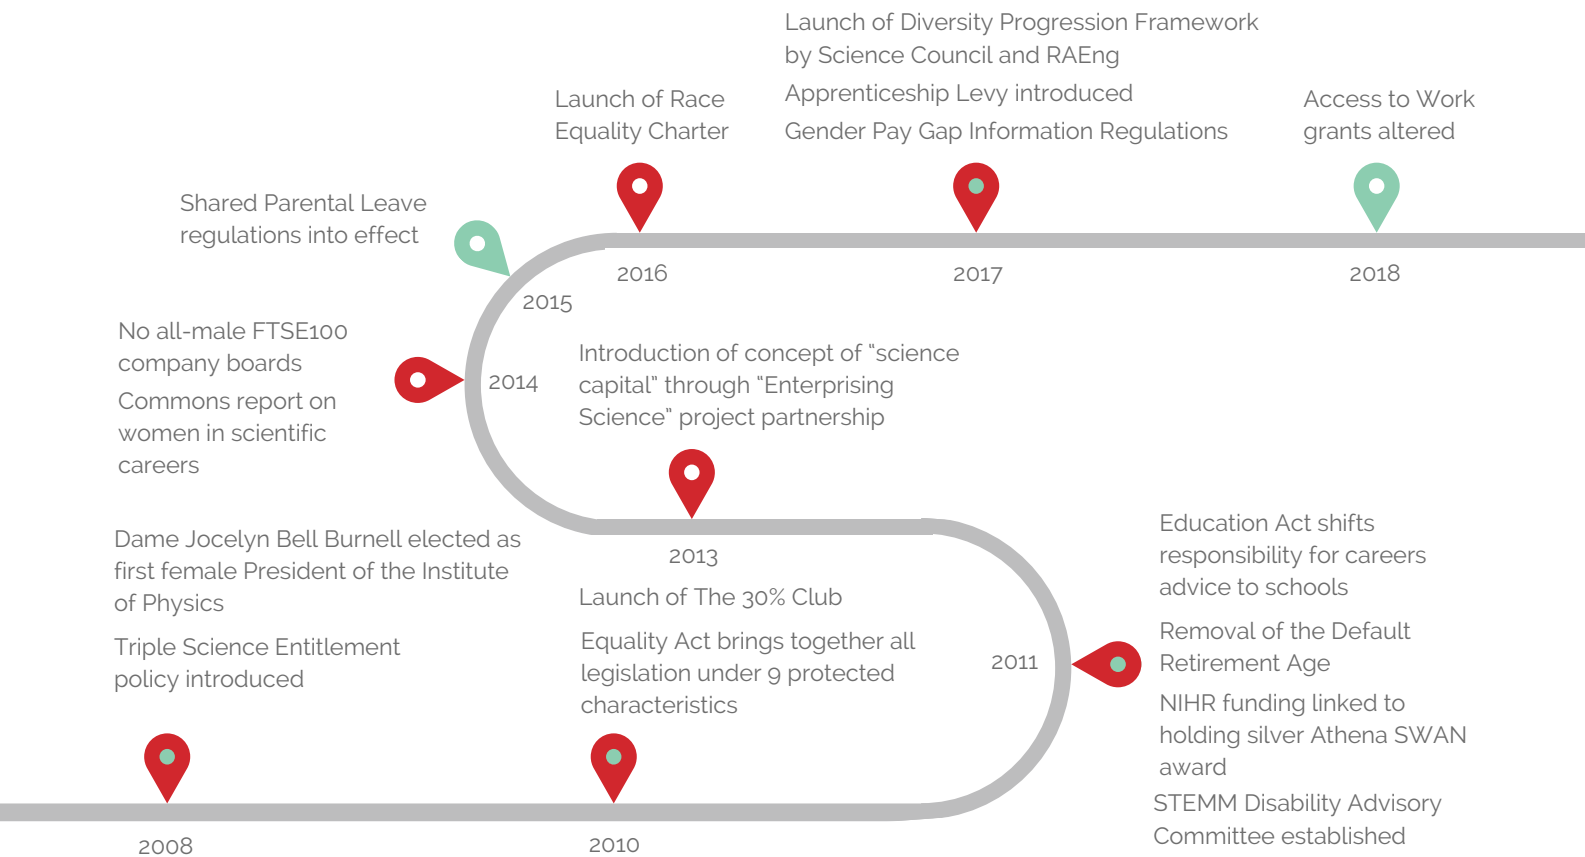 Launch of Diversity Progression Framework
by Science Council and RAEng
Apprenticeship Levy introduced
Gender Pay Gap Information Regulations
Launch of Race
Equality Charter
Access to Work
grants altered
Shared Parental Leave
regulations into effect
2016
2017
2018
2015
No all-male FTSE100
company boards
Commons report on
women in scientific
careers
2014
Introduction of concept of “science
capital” through “Enterprising
Science” project partnership
2013
Dame Jocelyn Bell Burnell elected as
first female President of the Institute
of Physics
Triple Science Entitlement
policy introduced
Launch of The 30% Club
Equality Act brings together all
legislation under 9 protected
characteristics
2011
Education Act shifts
responsibility for careers
advice to schools
Removal of the Default
Retirement Age
NIHR funding linked to
holding silver Athena SWAN
award
STEMM Disability Advisory
Committee established
2008
2010